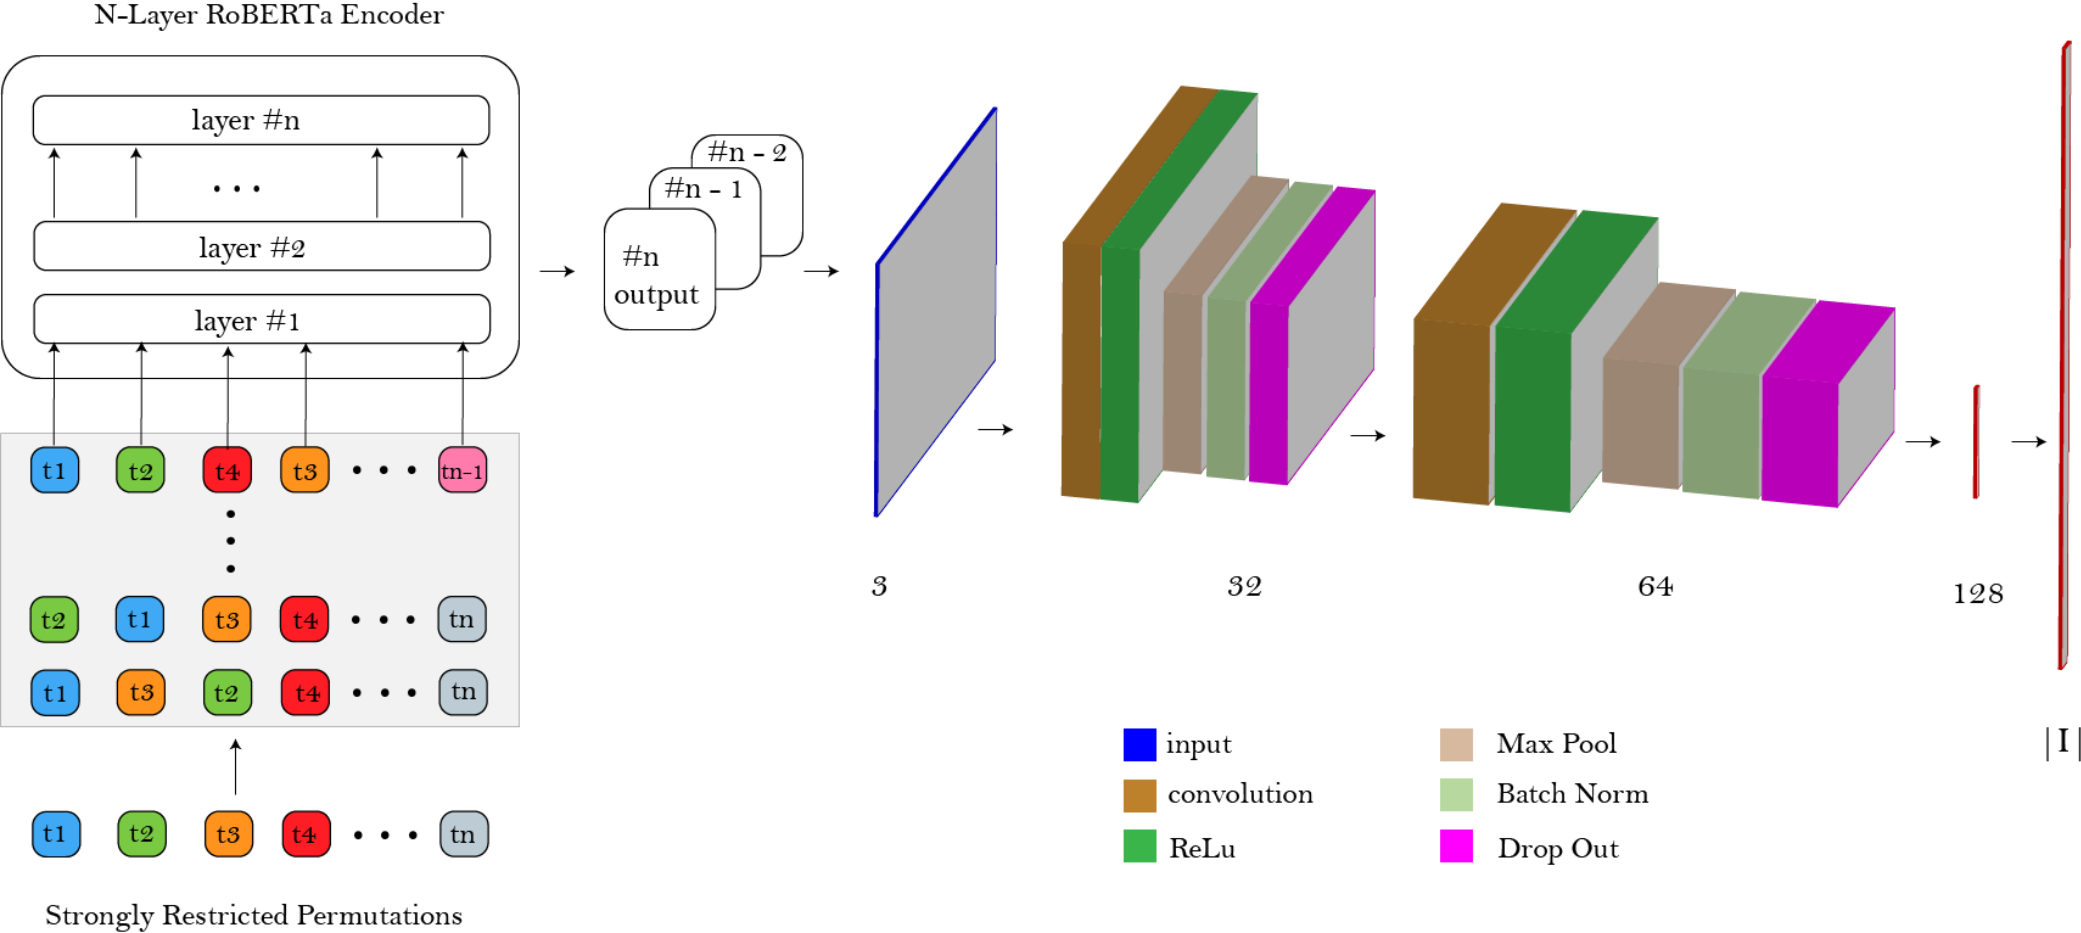 N-Layer RoBERTa Encoder
layer #n
...
layer #2
layer #1
#n - 2
#n - 1
#n
output
t1 t2 t4 t3 ... tn-1
t2 t1 t3 t4 ... tn
t1 t3 t2 t4 ... tn
t1 t2 t3 t4 ... tn
Strongly Restricted Permutations
3
32
64
128
|I|
input
convolution
ReLu
Max Pool
Batch Norm
Drop Out